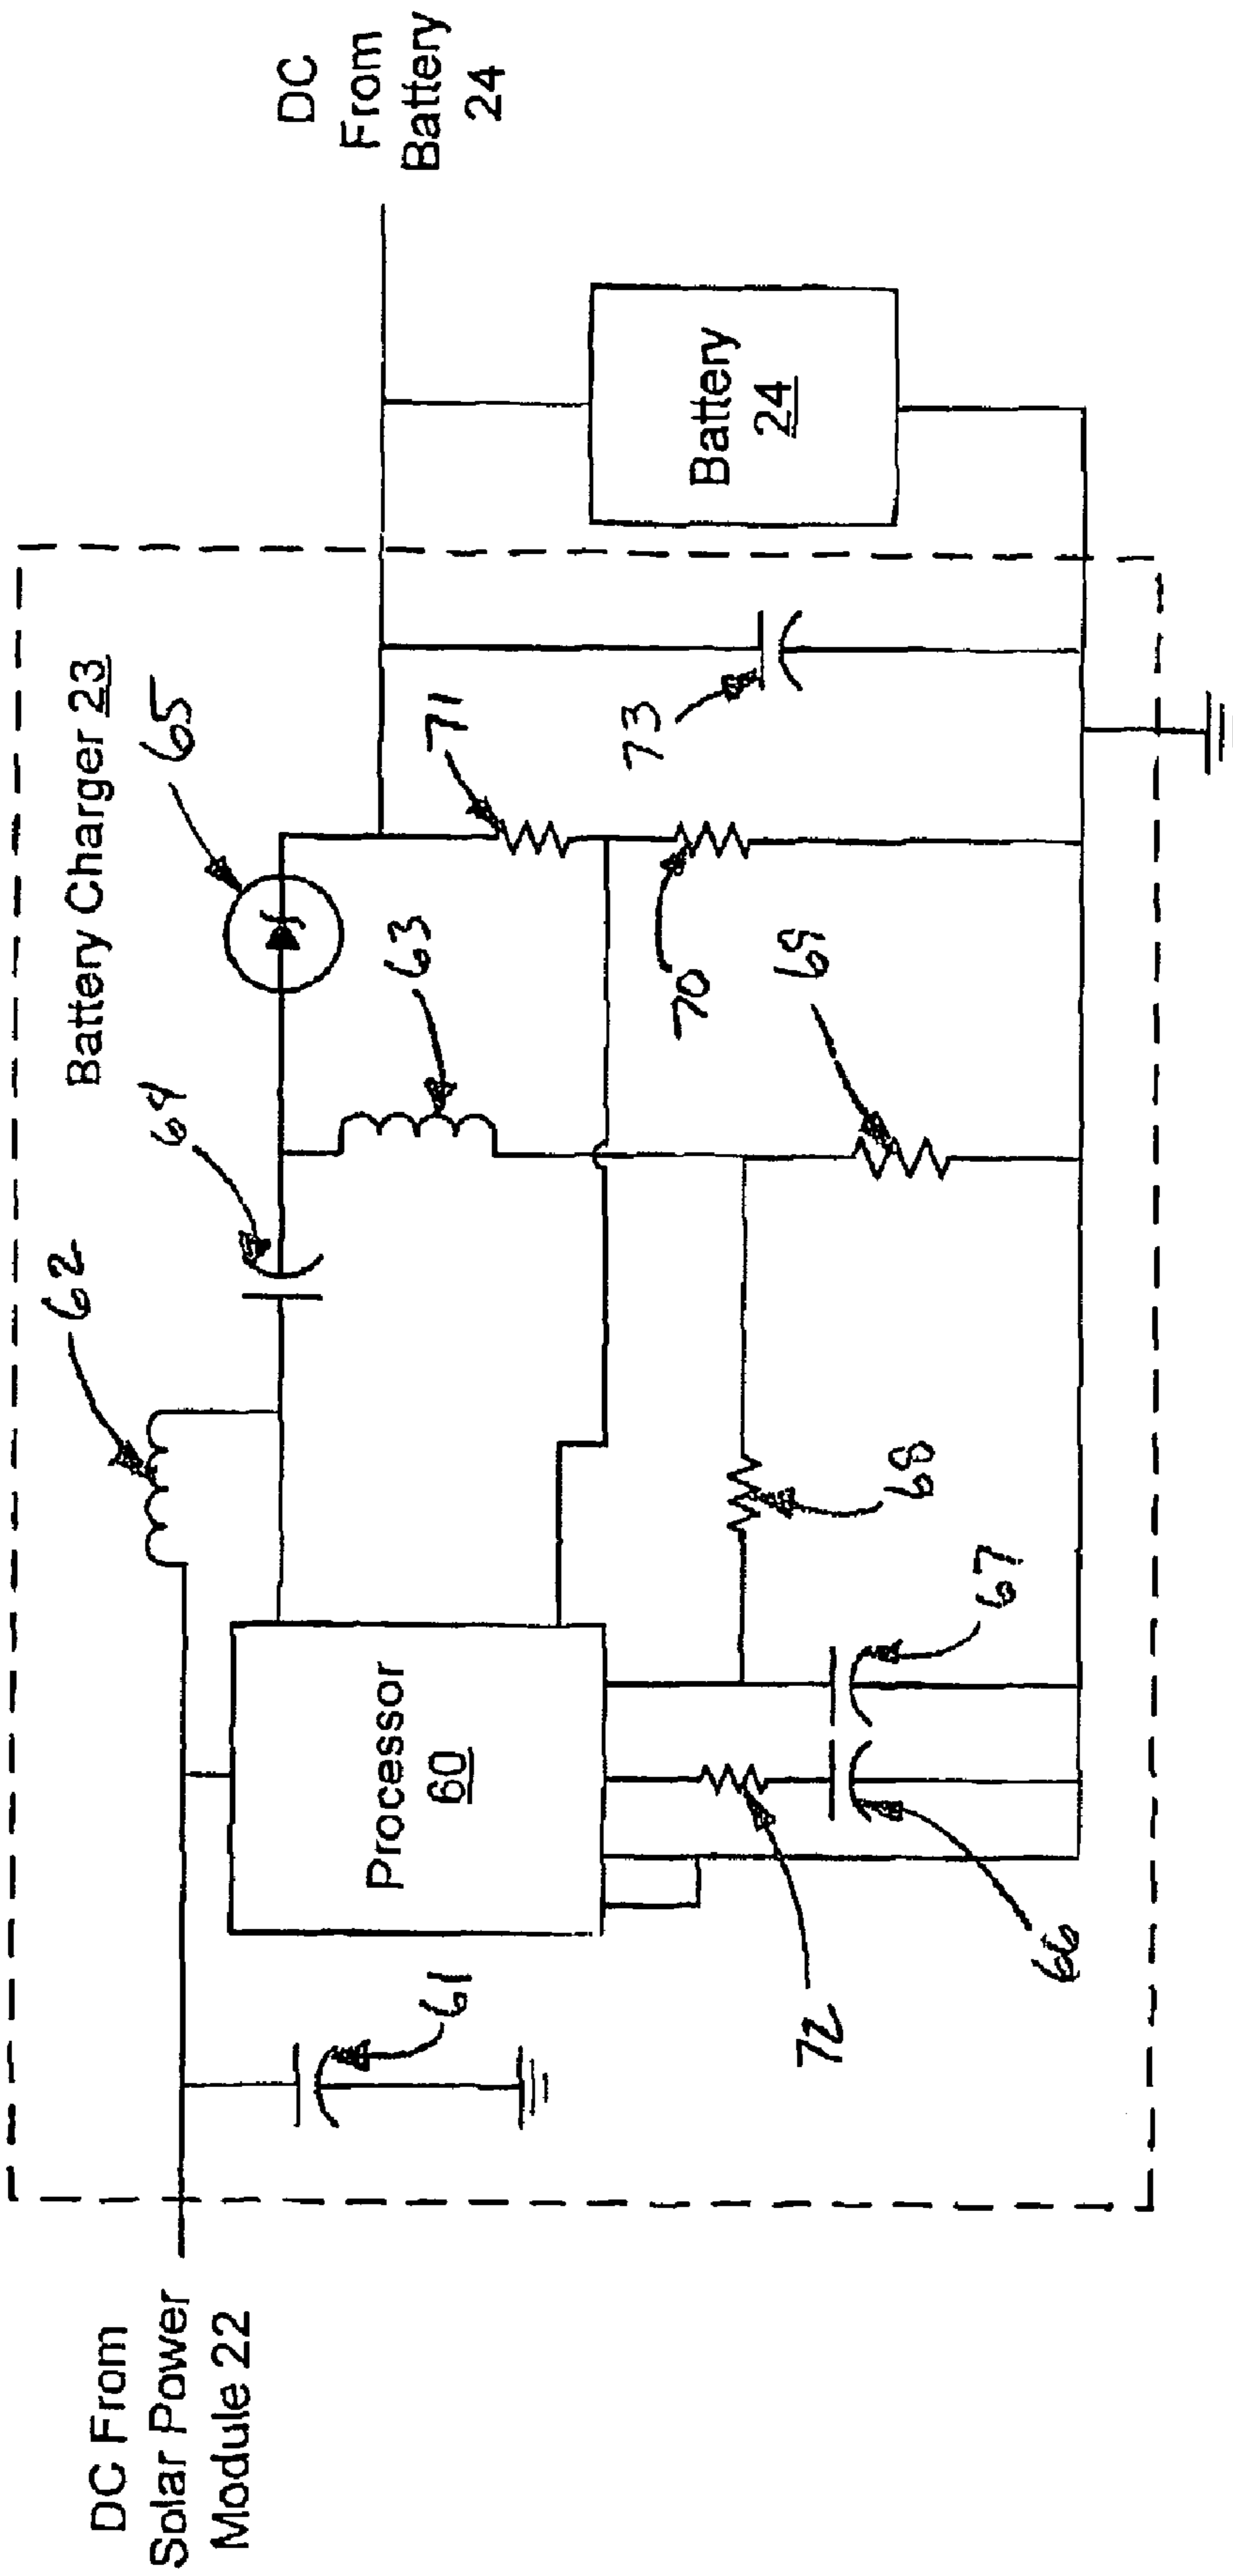 DC From
Solar Power
Module 22
Battery Charger 23
DC
From
Battery
24
62
64
65
63
71
73
Battery
24
Processor
60
61
70
69
68
67
72
66